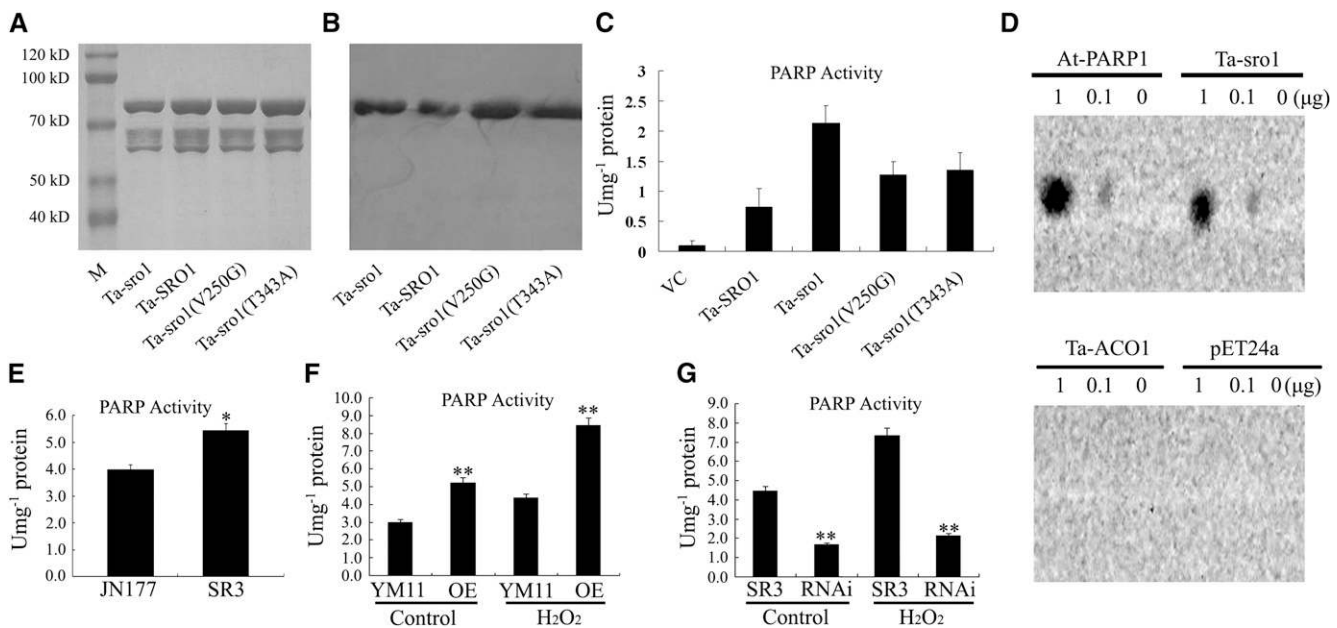 A
120 kD
100 kD
70 kD
50 kD
40 kD
M
Ta-sro1
Ta-SRO1
Ta-sro1(V250G)
Ta-sro1(T343A)
B
Ta-sro1
Ta-SRO1
Ta-sro1(V250G)
Ta-sro1(T343A)
C
PARP Activity
Umg⁻¹ protein
3
2.5
2
1.5
1
0.5
0
VC
Ta-SRO1
Ta-sro1
Ta-sro1(V250G)
Ta-sro1(T343A)
D
At-PARP1 Ta-sro1
1 0.1 0 1 0.1 0 (μg)
Ta-ACO1 pET24a
1 0.1 0 1 0.1 0 (μg)
E
PARP Activity
Umg⁻¹ protein
6.0
5.0
4.0
3.0
2.0
1.0
0.0
*
JN177 SR3
F
PARP Activity
Umg⁻¹ protein
10.0
9.0
8.0
7.0
6.0
5.0
4.0
3.0
2.0
1.0
0.0
** **
YM11 OE YM11 OE
Control H₂O₂
G
PARP Activity
Umg⁻¹ protein
9.0
8.0
7.0
6.0
5.0
4.0
3.0
2.0
1.0
0.0
** **
SR3 RNAi SR3 RNAi
Control H₂O₂